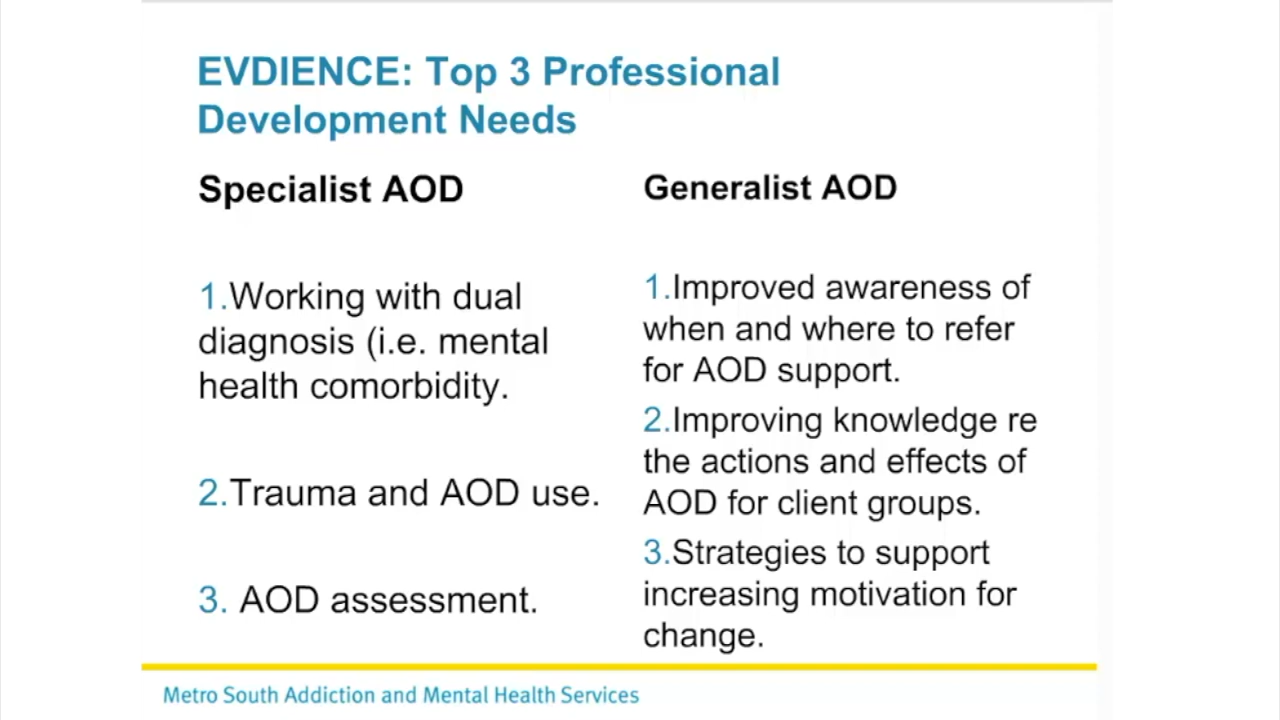 EVDIENCE: Top 3 Professional
Development Needs
Specialist AOD
1.Working with dual
diagnosis (i.e. mental
health comorbidity.
2.Trauma and AOD use.
3. AOD assessment.
Generalist AOD
1.Improved awareness of
when and where to refer
for AOD support.
2.Improving knowledge re
the actions and effects of
AOD for client groups.
3.Strategies to support
increasing motivation for
change.
Metro South Addiction and Mental Health Services